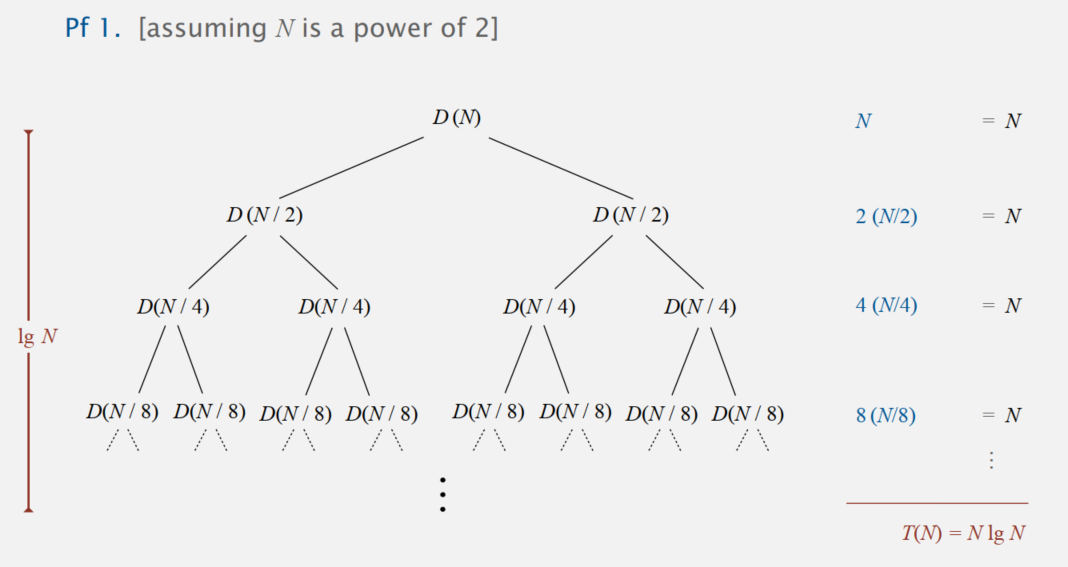 Pf 1. [assuming N is a power of 2]
D (N) N = N
D (N / 2) D (N / 2) 2 (N/2) = N
D(N / 4) D(N / 4) D(N / 4) D(N / 4) 4 (N/4) = N
lg N
D(N / 8) D(N / 8) D(N / 8) D(N / 8) D(N / 8) D(N / 8) D(N / 8) D(N / 8) 8 (N/8) = N
⋮
⋮
T(N) = N lg N